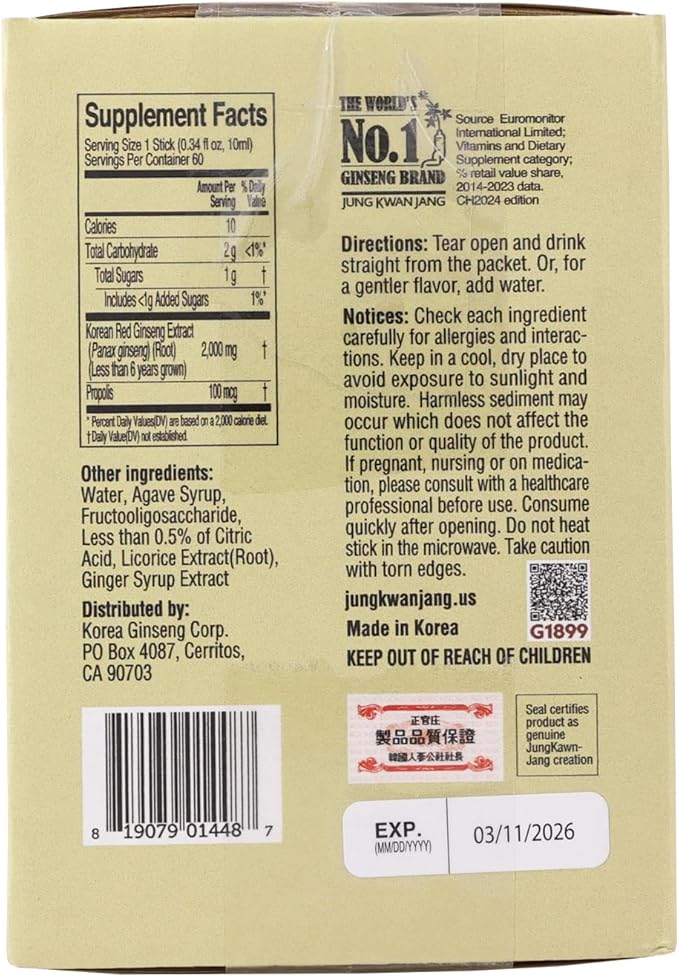 Supplement Facts
Serving Size 1 Stick (0.34 fl oz, 10ml)
Servings Per Container 60
Amount Per Serving % Daily Value
Calories 10
Total Carbohydrate 2g <1%*
Total Sugars 1g †
Includes <1g Added Sugars 1%*
Korean Red Ginseng Extract
(Panax ginseng) (Root) 2,000 mg †
(Less than 6 years grown)
Propolis 100 mcg †
* Percent Daily Values(DV) are based on a 2,000 calorie diet.
† Daily Value(DV) not established.
Other ingredients:
Water, Agave Syrup,
Fructooligosaccharide,
Less than 0.5% of Citric
Acid, Licorice Extract(Root),
Ginger Syrup Extract
Distributed by:
Korea Ginseng Corp.
PO Box 4087, Cerritos,
CA 90703
8 19079 01448 7
THE WORLD'S
No.1
GINSENG BRAND
JUNG KWAN JANG
Source Euromonitor
International Limited;
Vitamins and Dietary
Supplement category;
% retail value share,
2014-2023 data.
CH2024 edition
Directions: Tear open and drink
straight from the packet. Or, for
a gentler flavor, add water.
Notices: Check each ingredient
carefully for allergies and interac-
tions. Keep in a cool, dry place to
avoid exposure to sunlight and
moisture. Harmless sediment may
occur which does not affect the
function or quality of the product.
If pregnant, nursing or on medica-
tion, please consult with a healthcare
professional before use. Consume
quickly after opening. Do not heat
stick in the microwave. Take caution
with torn edges.
jungkwanjang.us
Made in Korea
G1899
KEEP OUT OF REACH OF CHILDREN
正官庄
製品品質保證
韓國人蔘公社社長
Seal certifies
product as
genuine
JungKawn-
Jang creation
EXP.
(MM/DD/YYYY)
03/11/2026